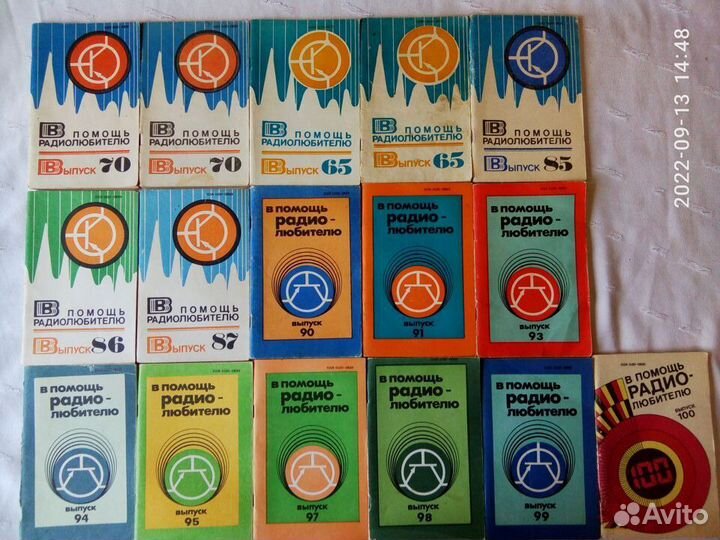 В ПОМОЩЬ
РАДИОЛЮБИТЕЛЮ
ВЫПУСК 70
В ПОМОЩЬ
РАДИОЛЮБИТЕЛЮ
ВЫПУСК 70
В ПОМОЩЬ
РАДИОЛЮБИТЕЛЮ
ВЫПУСК 65
В ПОМОЩЬ
РАДИОЛЮБИТЕЛЮ
ВЫПУСК 65
В ПОМОЩЬ
РАДИОЛЮБИТЕЛЮ
ВЫПУСК 85
2022-09-13 14:48
В ПОМОЩЬ
РАДИОЛЮБИТЕЛЮ
ВЫПУСК 86
В ПОМОЩЬ
РАДИОЛЮБИТЕЛЮ
ВЫПУСК 87
В ПОМОЩЬ
РАДИО-
ЛЮБИТЕЛЮ
ВЫПУСК
90
В ПОМОЩЬ
РАДИО-
ЛЮБИТЕЛЮ
ВЫПУСК
91
В ПОМОЩЬ
РАДИО-
ЛЮБИТЕЛЮ
ВЫПУСК
93
В ПОМОЩЬ
РАДИО-
ЛЮБИТЕЛЮ
ВЫПУСК
94
В ПОМОЩЬ
РАДИО-
ЛЮБИТЕЛЮ
ВЫПУСК
95
В ПОМОЩЬ
РАДИО-
ЛЮБИТЕЛЮ
ВЫПУСК
97
В ПОМОЩЬ
РАДИО-
ЛЮБИТЕЛЮ
ВЫПУСК
98
В ПОМОЩЬ
РАДИО-
ЛЮБИТЕЛЮ
ВЫПУСК
99
В ПОМОЩЬ
РАДИО-
ЛЮБИТЕЛЮ
ВЫПУСК
100
100
Avito